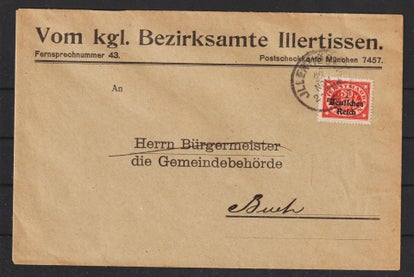 Vom kgl. Bezirksamte Illertissen.
Fernsprechnummer 43. Postscheckkonto München 7457.
An
Deutsches
Reich
Herrn Bürgermeister
die Gemeindebehörde
Buch